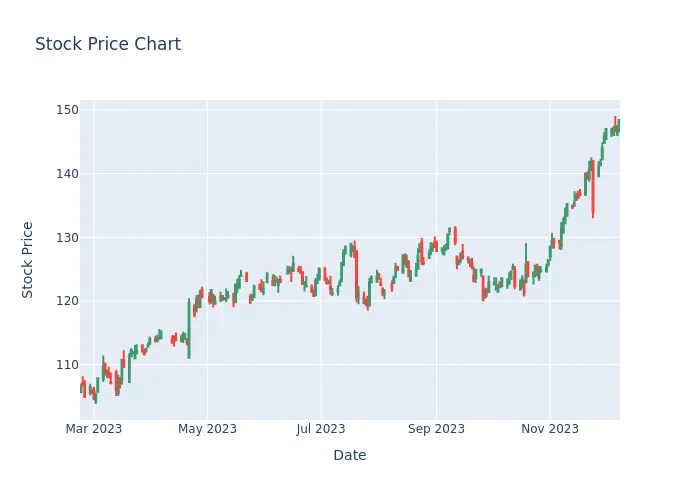 Stock Price Chart
150
140
130
120
110
Stock Price
Mar 2023
May 2023
Jul 2023
Sep 2023
Nov 2023
Date